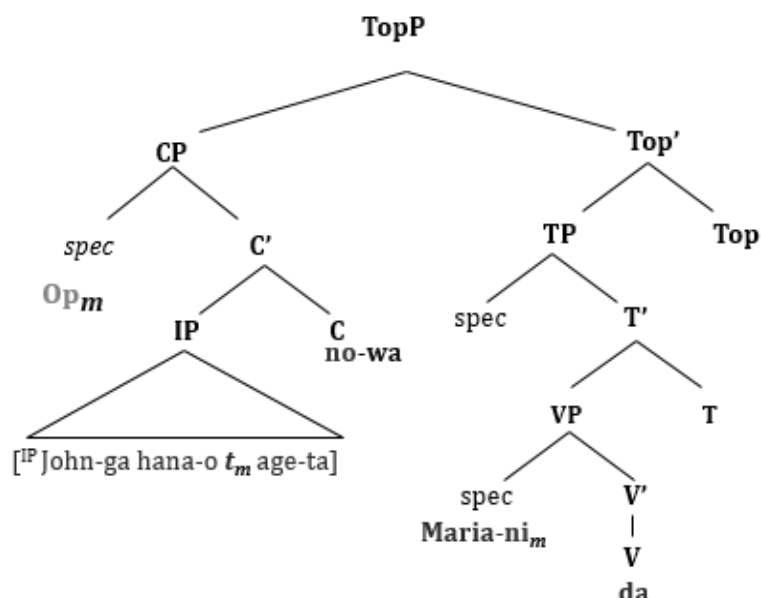 TopP
CP Top’
spec C’ TP Top
Opm
IP C spec T’
no-wa
VP T
[IP John-ga hana-o tm age-ta]
spec V’
Maria-nim
V
da